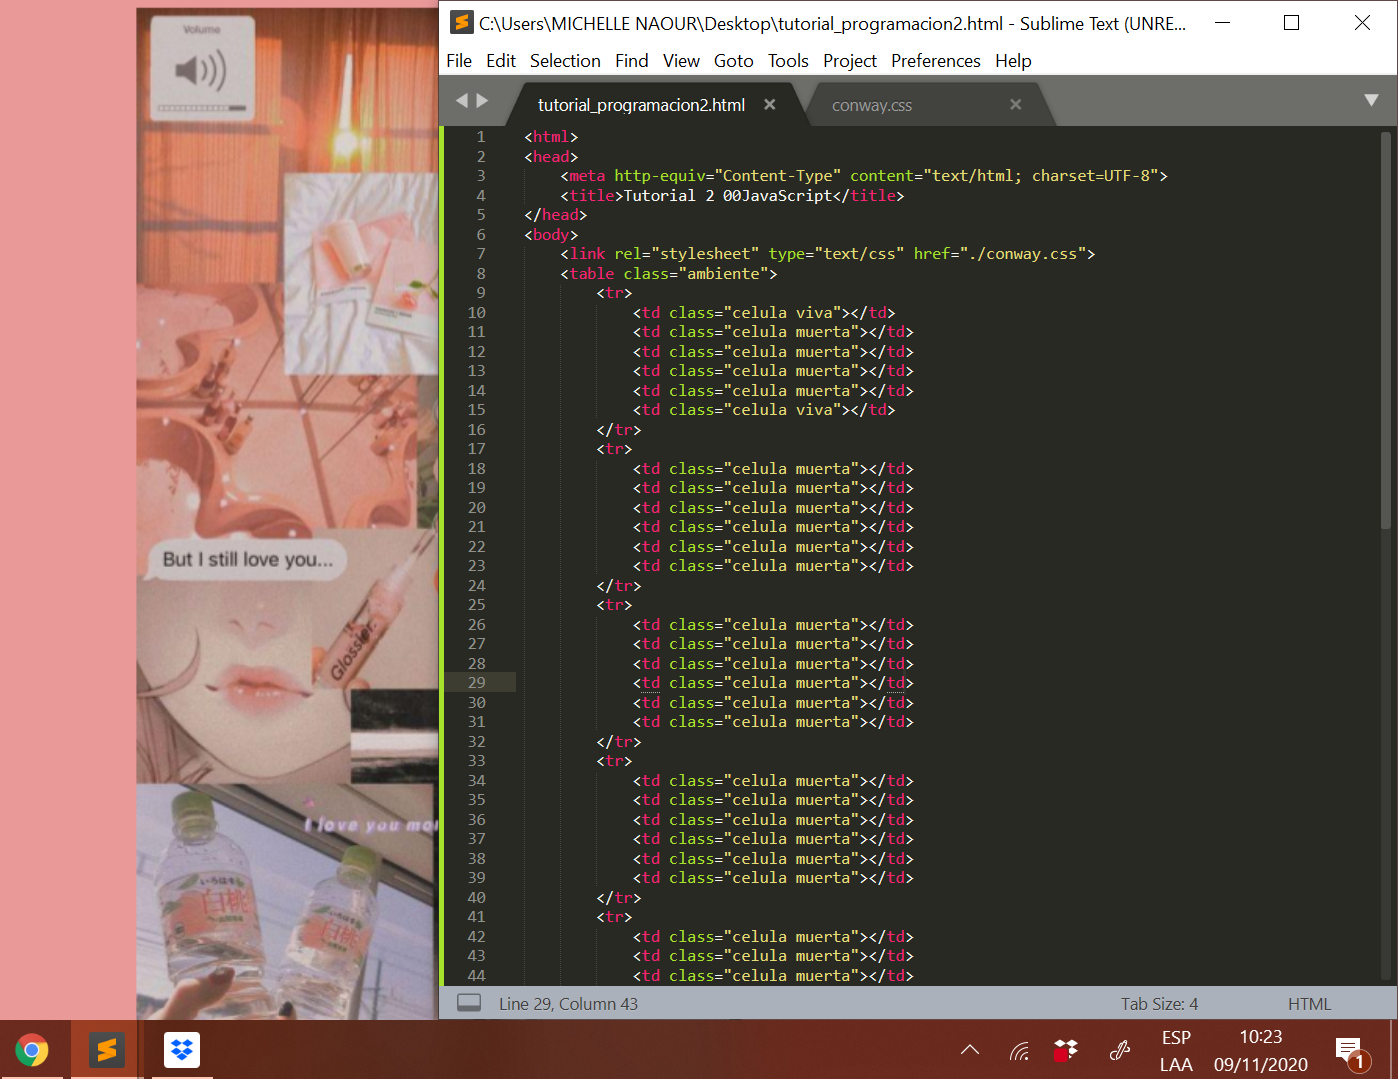 Volume
But I still love you...
Glossier.
I love you mo
いろはす
白桃
いろはす
白桃
C:\Users\MICHELLE NAOUR\Desktop\tutorial_programacion2.html - Sublime Text (UNRE...
File Edit Selection Find View Goto Tools Project Preferences Help
tutorial_programacion2.html × conway.css ×
1 <html>
2 <head>
3 <meta http-equiv="Content-Type" content="text/html; charset=UTF-8">
4 <title>Tutorial 2 00JavaScript</title>
5 </head>
6 <body>
7 <link rel="stylesheet" type="text/css" href="./conway.css">
8 <table class="ambiente">
9 <tr>
10 <td class="celula viva"></td>
11 <td class="celula muerta"></td>
12 <td class="celula muerta"></td>
13 <td class="celula muerta"></td>
14 <td class="celula muerta"></td>
15 <td class="celula viva"></td>
16 </tr>
17 <tr>
18 <td class="celula muerta"></td>
19 <td class="celula muerta"></td>
20 <td class="celula muerta"></td>
21 <td class="celula muerta"></td>
22 <td class="celula muerta"></td>
23 <td class="celula muerta"></td>
24 </tr>
25 <tr>
26 <td class="celula muerta"></td>
27 <td class="celula muerta"></td>
28 <td class="celula muerta"></td>
29 <td class="celula muerta"></td>
30 <td class="celula muerta"></td>
31 <td class="celula muerta"></td>
32 </tr>
33 <tr>
34 <td class="celula muerta"></td>
35 <td class="celula muerta"></td>
36 <td class="celula muerta"></td>
37 <td class="celula muerta"></td>
38 <td class="celula muerta"></td>
39 <td class="celula muerta"></td>
40 </tr>
41 <tr>
42 <td class="celula muerta"></td>
43 <td class="celula muerta"></td>
44 <td class="celula muerta"></td>
Line 29, Column 43 Tab Size: 4 HTML
ESP 10:23
LAA 09/11/2020 1